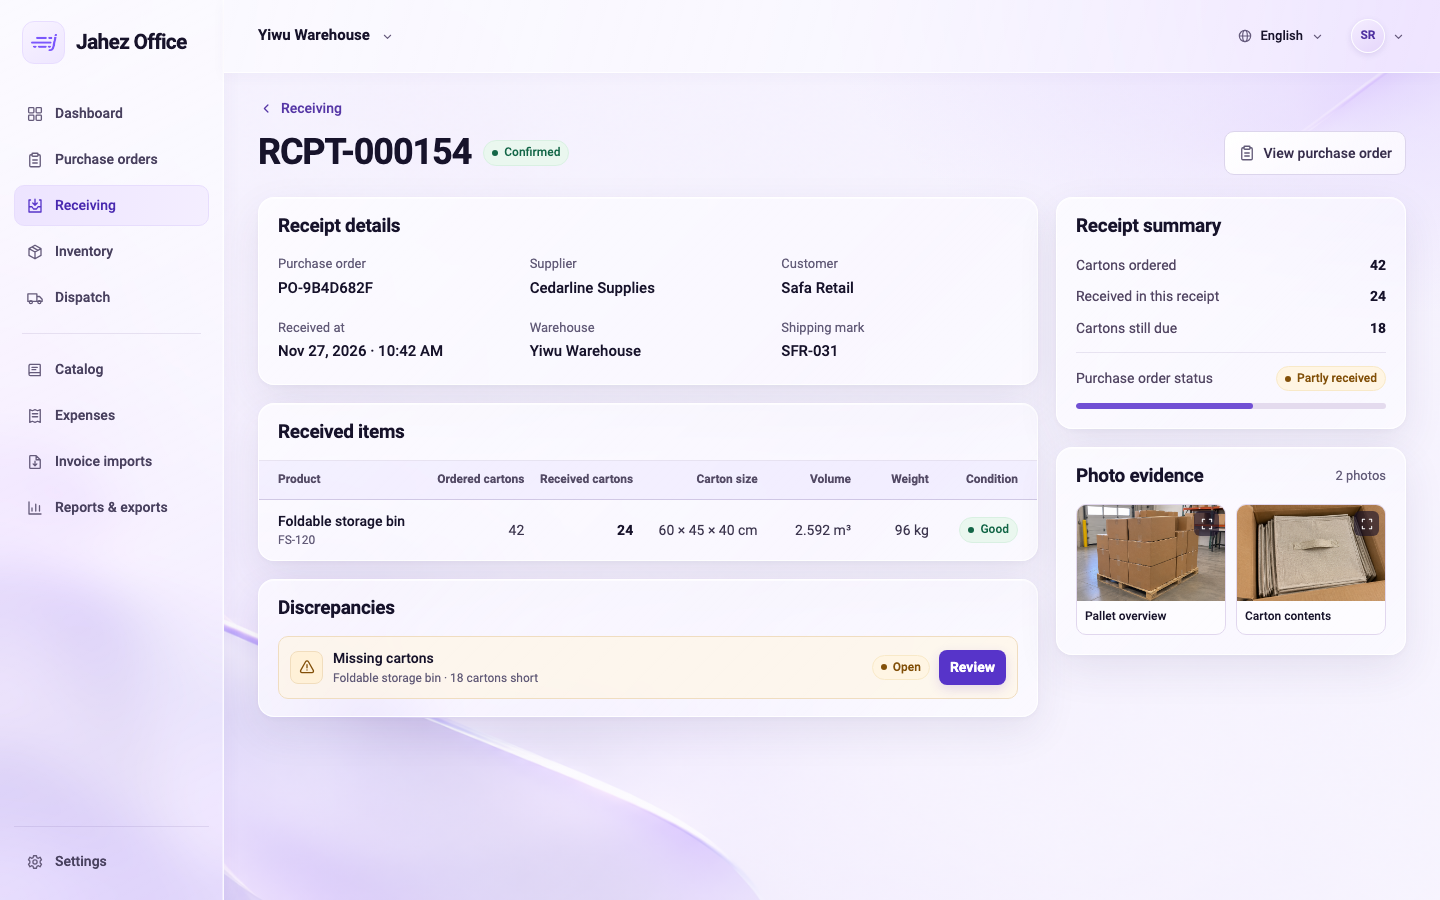 Jahez Office
Yiwu Warehouse
English
SR
Dashboard
Purchase orders
Receiving
Inventory
Dispatch
Catalog
Expenses
Invoice imports
Reports & exports
Settings
Receiving
RCPT-000154
Confirmed
View purchase order
Receipt details
Purchase order
Supplier
Customer
PO-9B4D682F
Cedarline Supplies
Safa Retail
Received at
Warehouse
Shipping mark
Nov 27, 2026 · 10:42 AM
Yiwu Warehouse
SFR-031
Received items
Product Ordered cartons Received cartons Carton size Volume Weight Condition
Foldable storage bin
FS-120
42 24 60 × 45 × 40 cm 2.592 m³ 96 kg Good
Discrepancies
Missing cartons
Foldable storage bin · 18 cartons short
Open
Review
Receipt summary
Cartons ordered 42
Received in this receipt 24
Cartons still due 18
Purchase order status Partly received
Photo evidence
2 photos
Pallet overview
Carton contents